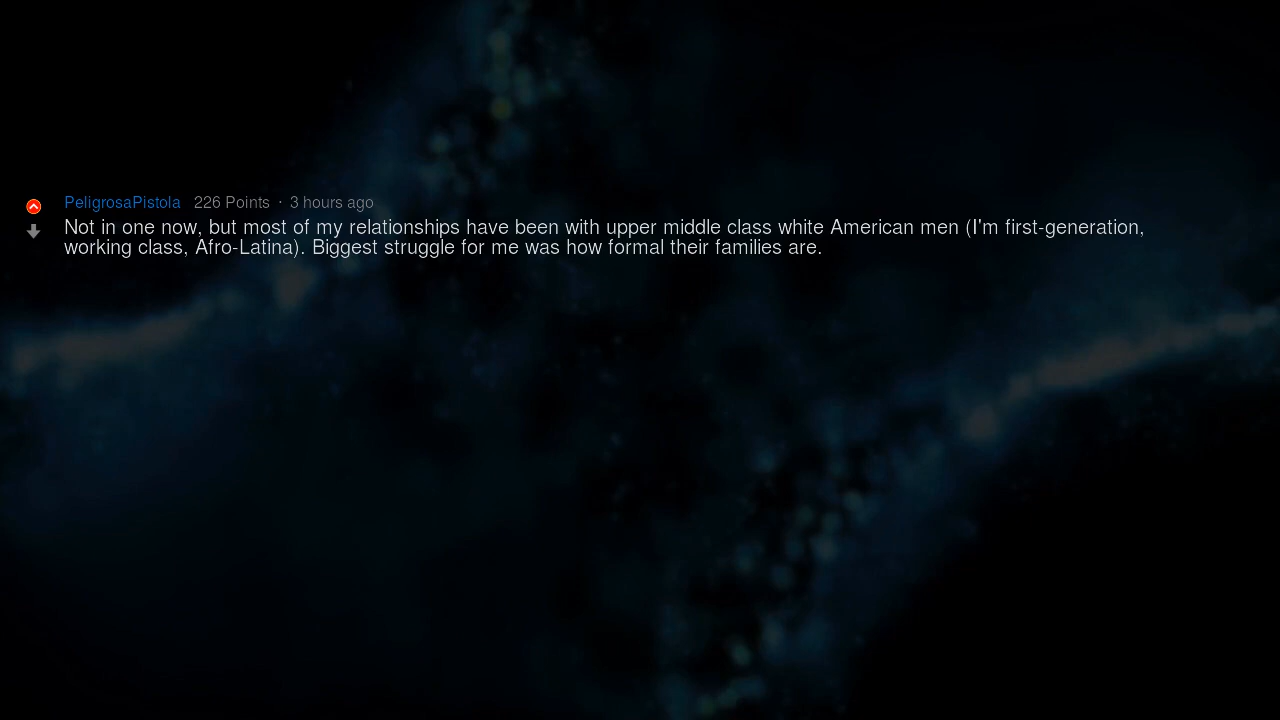 PeligrosaPistola 226 Points · 3 hours ago
Not in one now, but most of my relationships have been with upper middle class white American men (I'm first-generation,
working class, Afro-Latina). Biggest struggle for me was how formal their families are.